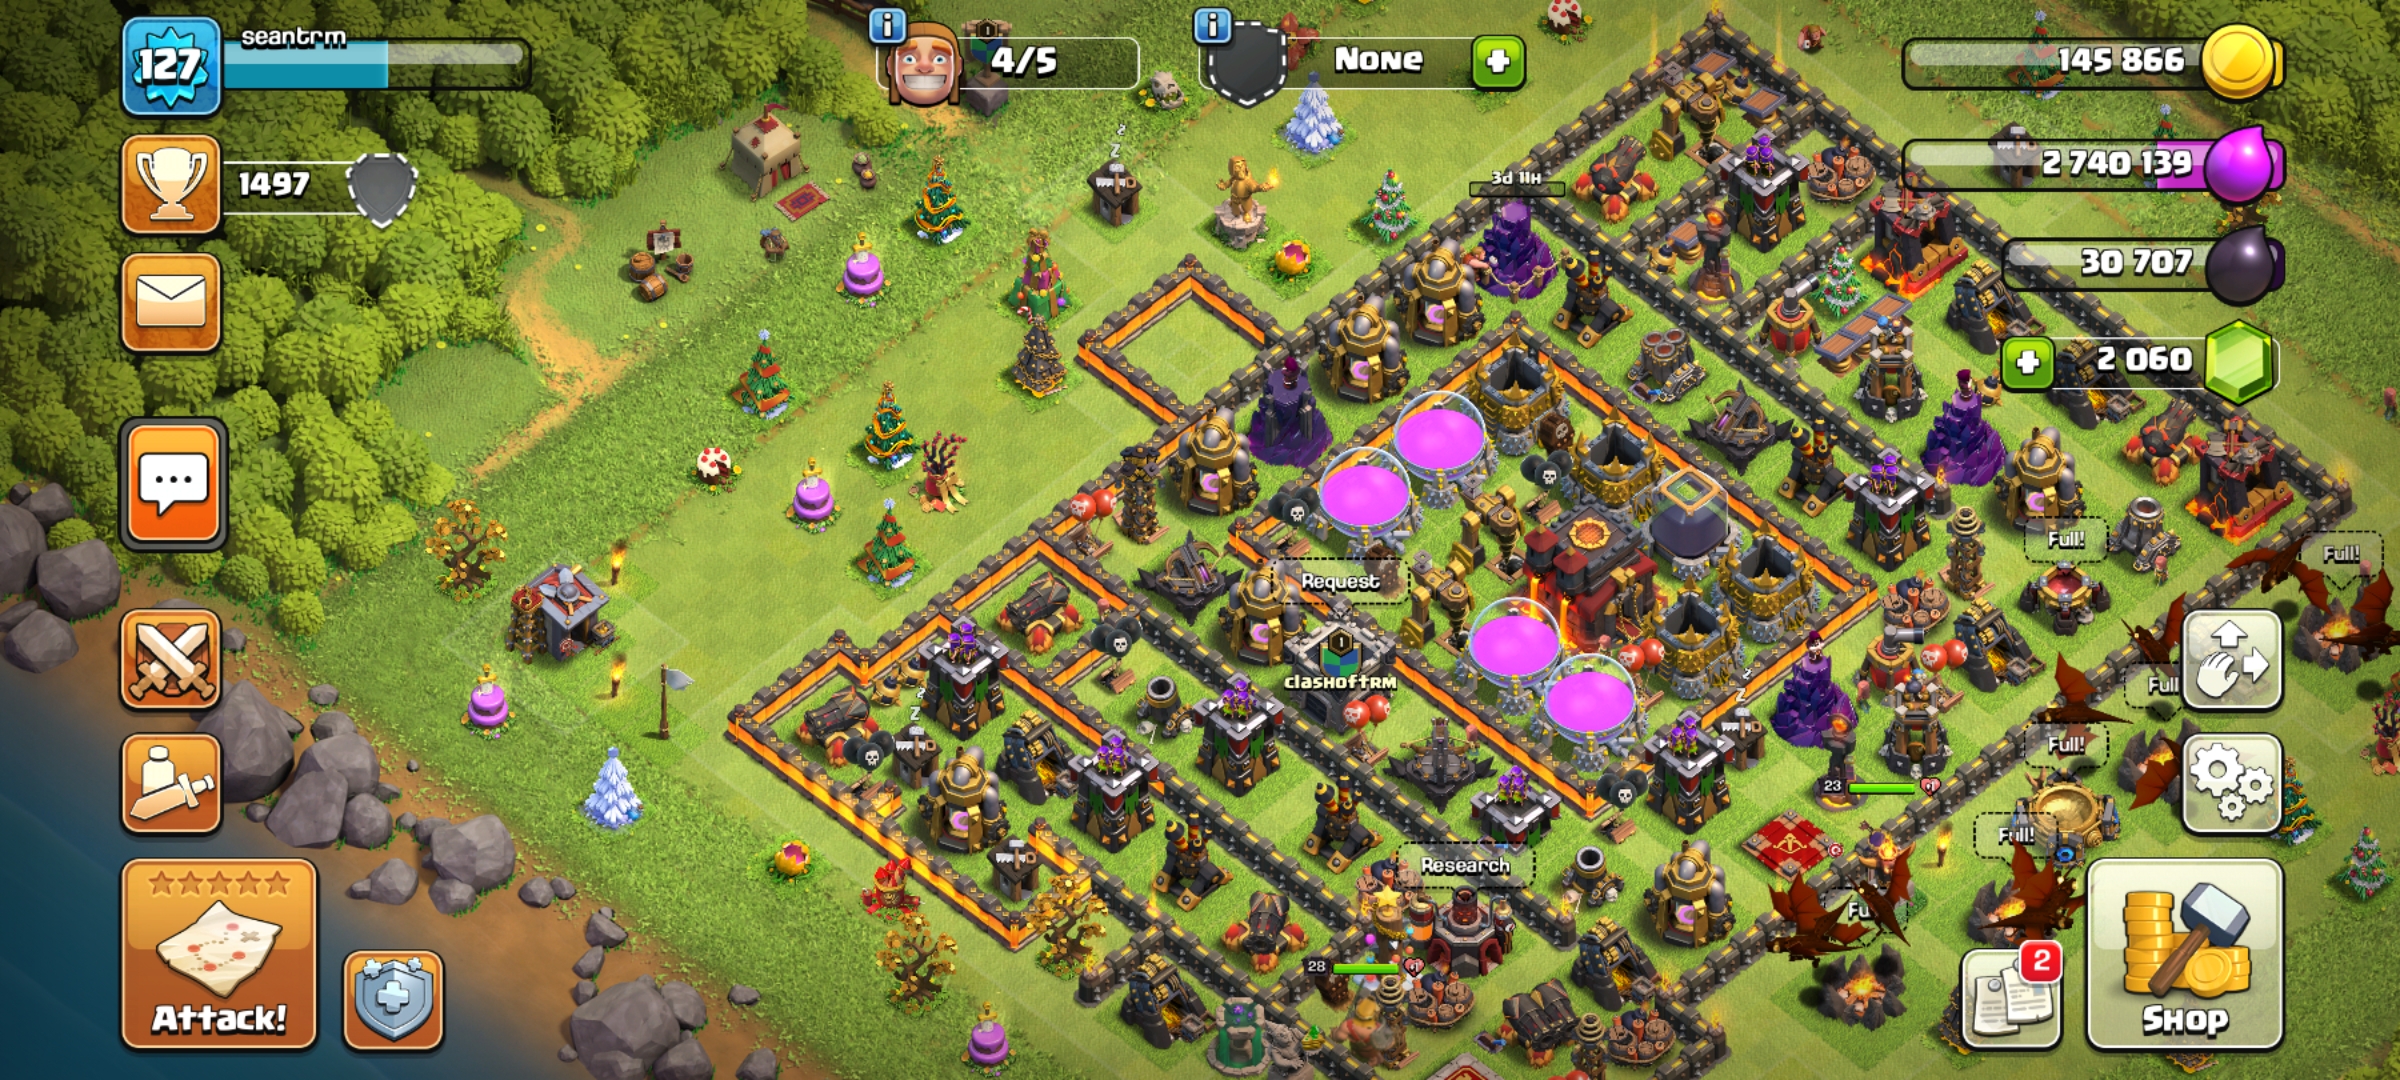 127
seantrm
4/5
None
145 866
1497
3d 11H
2 740 139
30 707
2 060
Full!
Full!
Request
clashoftRM
Full
Full!
23
Full!
Research
Fu
28
2
Attack!
Shop